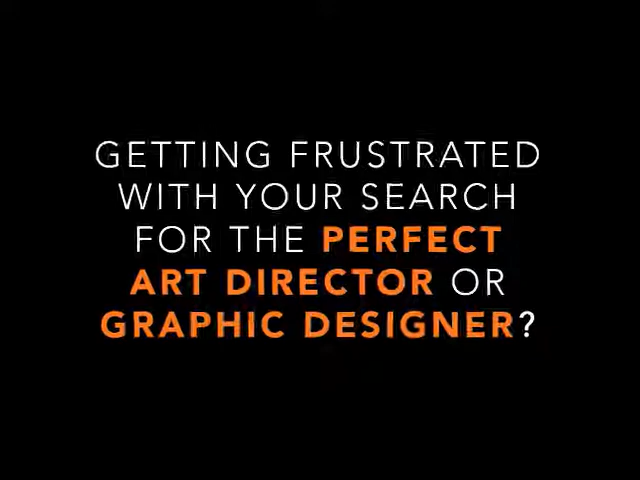 GETTING FRUSTRATED
WITH YOUR SEARCH
FOR THE PERFECT
ART DIRECTOR OR
GRAPHIC DESIGNER?